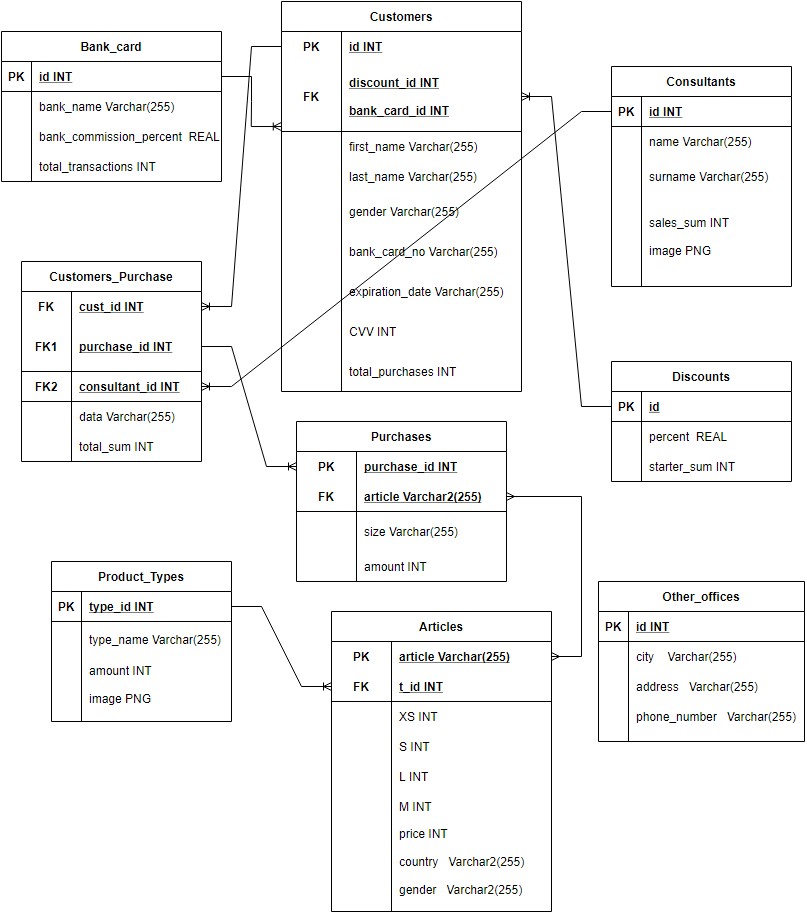 Bank_card
PK id INT
bank_name Varchar(255)
bank_commission_percent REAL
total_transactions INT
Customers
PK id INT
FK discount_id INT
bank_card_id INT
first_name Varchar(255)
last_name Varchar(255)
gender Varchar(255)
bank_card_no Varchar(255)
expiration_date Varchar(255)
CVV INT
total_purchases INT
Consultants
PK id INT
name Varchar(255)
surname Varchar(255)
sales_sum INT
image PNG
Customers_Purchase
FK cust_id INT
FK1 purchase_id INT
FK2 consultant_id INT
data Varchar(255)
total_sum INT
Discounts
PK id
percent REAL
starter_sum INT
Purchases
PK purchase_id INT
FK article Varchar2(255)
size Varchar(255)
amount INT
Product_Types
PK type_id INT
type_name Varchar(255)
amount INT
image PNG
Articles
PK article Varchar(255)
FK t_id INT
XS INT
S INT
L INT
M INT
price INT
country Varchar2(255)
gender Varchar2(255)
Other_offices
PK id INT
city Varchar(255)
address Varchar(255)
phone_number Varchar(255)